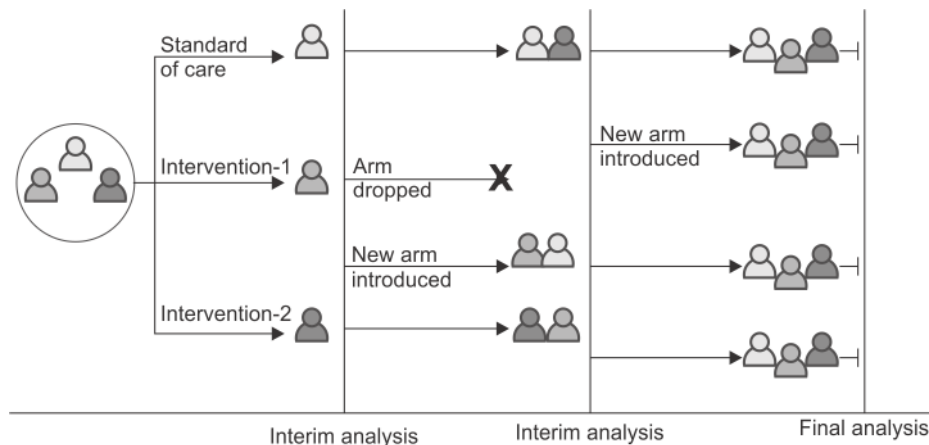 Standard
of care
Intervention-1
Arm
dropped
New arm
introduced
New arm
introduced
Intervention-2
Interim analysis
Interim analysis
Final analysis